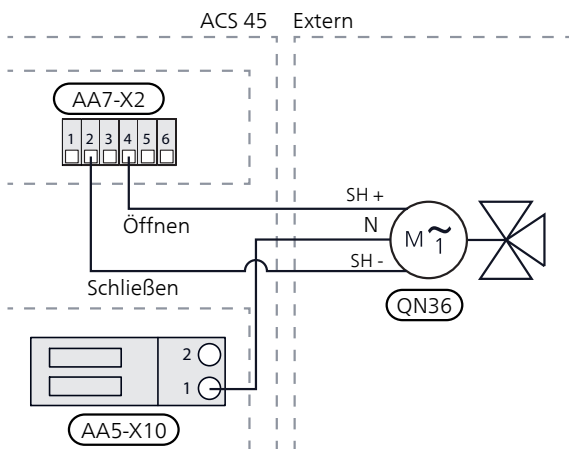 ACS 45 Extern
AA7-X2
1 2 3 4 5 6
SH +
Öffnen
N
M ~ 1
SH -
Schließen
QN36
2
1
AA5-X10